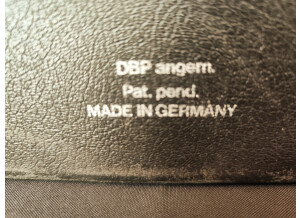 DBP angem.
Pat. pend.
MADE IN GERMANY